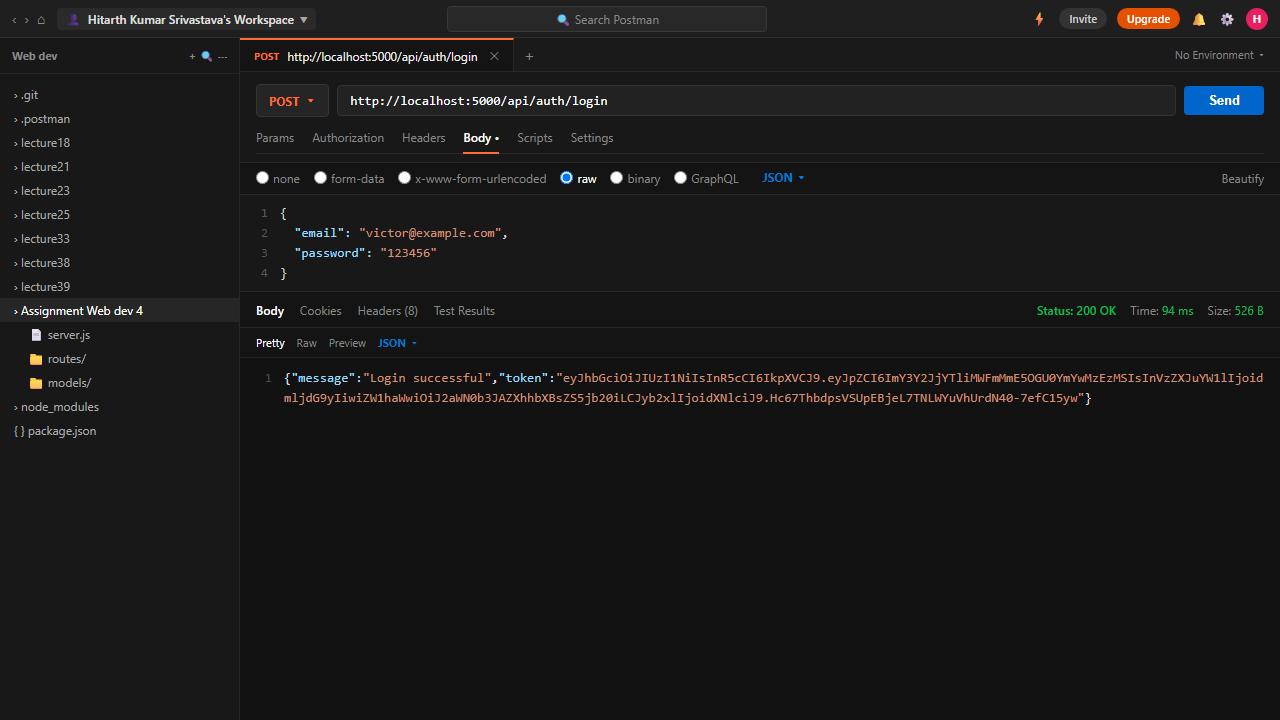 ‹ › ⌂ 👤 Hitarth Kumar Srivastava's Workspace ▾ 🔍 Search Postman ⚡ Invite Upgrade 🔔 ⚙ H
Web dev + 🔍 ⋯
POST http://localhost:5000/api/auth/login ✕ +
No Environment ▾
› .git
› .postman
› lecture18
› lecture21
› lecture23
› lecture25
› lecture33
› lecture38
› lecture39
› Assignment Web dev 4
server.js
routes/
models/
› node_modules
{ } package.json
POST ▾ http://localhost:5000/api/auth/login Send
Params Authorization Headers Body • Scripts Settings
none form-data x-www-form-urlencoded raw binary GraphQL JSON ▾ Beautify
1 {
2 "email": "victor@example.com",
3 "password": "123456"
4 }
Body Cookies Headers (8) Test Results Status: 200 OK Time: 94 ms Size: 526 B
Pretty Raw Preview JSON ▾
1 {"message":"Login successful","token":"eyJhbGciOiJIUzI1NiIsInR5cCI6IkpXVCJ9.eyJpZCI6ImY3Y2JjYTliMWFmMmE5OGU0YmYwMzEzMSIsInVzZXJuYW1lIjoid
mljdG9yIiwiZW1haWwiOiJ2aWN0b3JAZXhhbXBsZS5jb20iLCJyb2xlIjoidXNlciJ9.Hc67ThbdpsVSUpEBjeL7TNLWYuVhUrdN40-7efC15yw"}